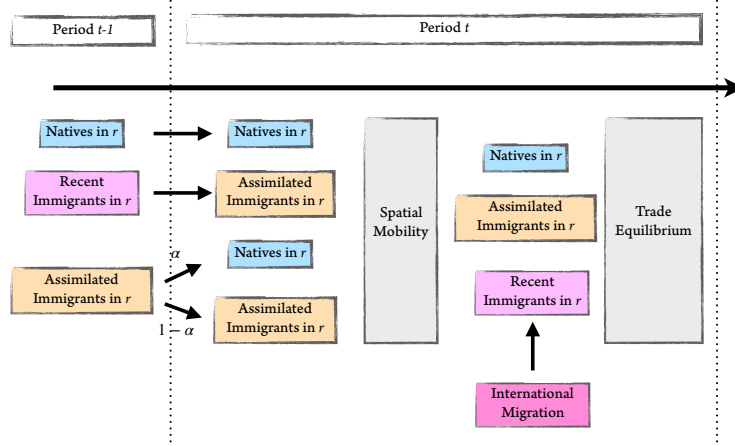 Period t-1
Period t
Natives in r
Natives in r
Natives in r
Recent
Immigrants in r
Assimilated
Immigrants in r
Spatial
Mobility
Assimilated
Immigrants in r
Trade
Equilibrium
α
Natives in r
Assimilated
Immigrants in r
Recent
Immigrants in r
1 − α
Assimilated
Immigrants in r
International
Migration